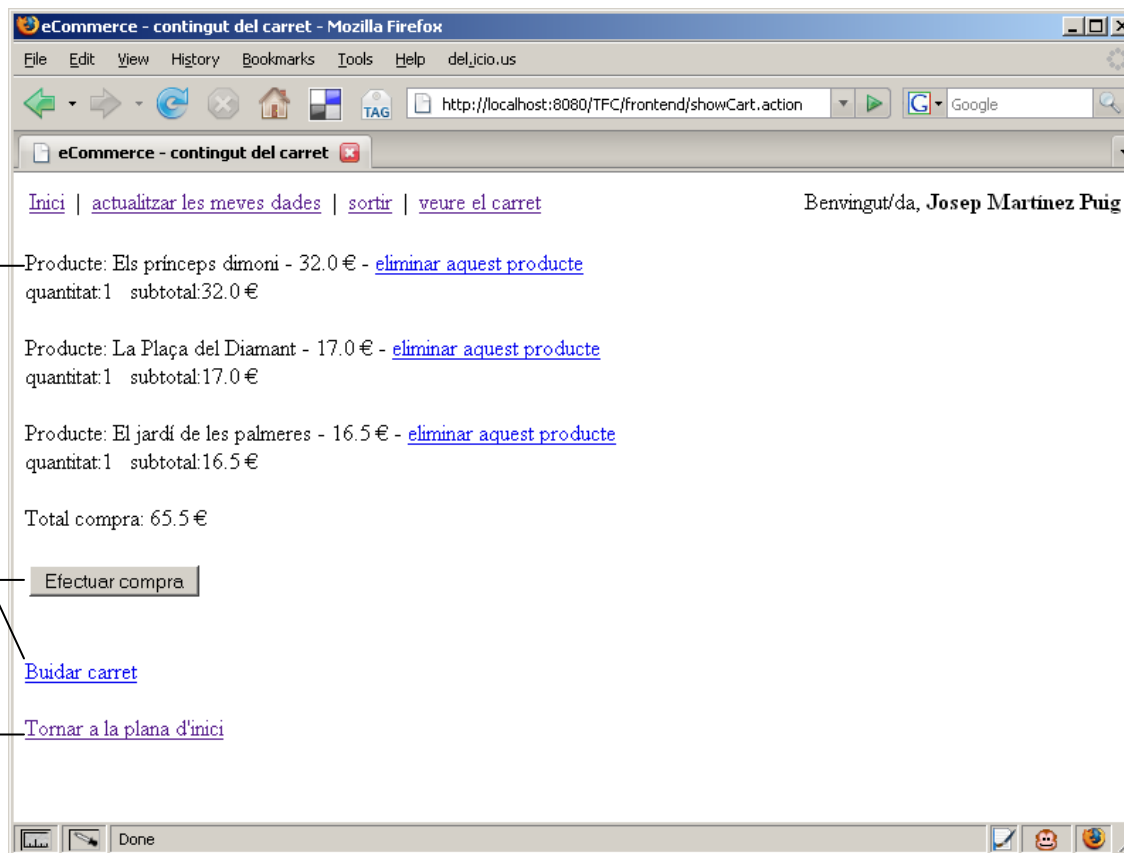 eCommerce - contingut del carret - Mozilla Firefox
File Edit View History Bookmarks Tools Help del.icio.us
TAG http://localhost:8080/TFC/frontend/showCart.action G Google
eCommerce - contingut del carret
Inici | actualitzar les meves dades | sortir | veure el carret Benvingut/da, Josep Martínez Puig
Producte: Els prínceps dimoni - 32.0 € - eliminar aquest producte
quantitat:1 subtotal:32.0 €
Producte: La Plaça del Diamant - 17.0 € - eliminar aquest producte
quantitat:1 subtotal:17.0 €
Producte: El jardí de les palmeres - 16.5 € - eliminar aquest producte
quantitat:1 subtotal:16.5 €
Total compra: 65.5 €
Efectuar compra
Buidar carret
Tornar a la plana d'inici
Done